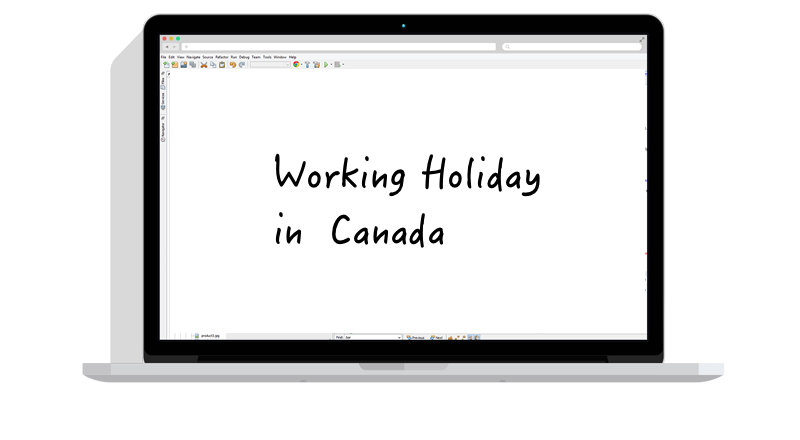 File Edit View Navigate Source Refactor Run Debug Team Tools Window Help
Working Holiday
in Canada
product2.jpg
Find: bar
Previous
Next